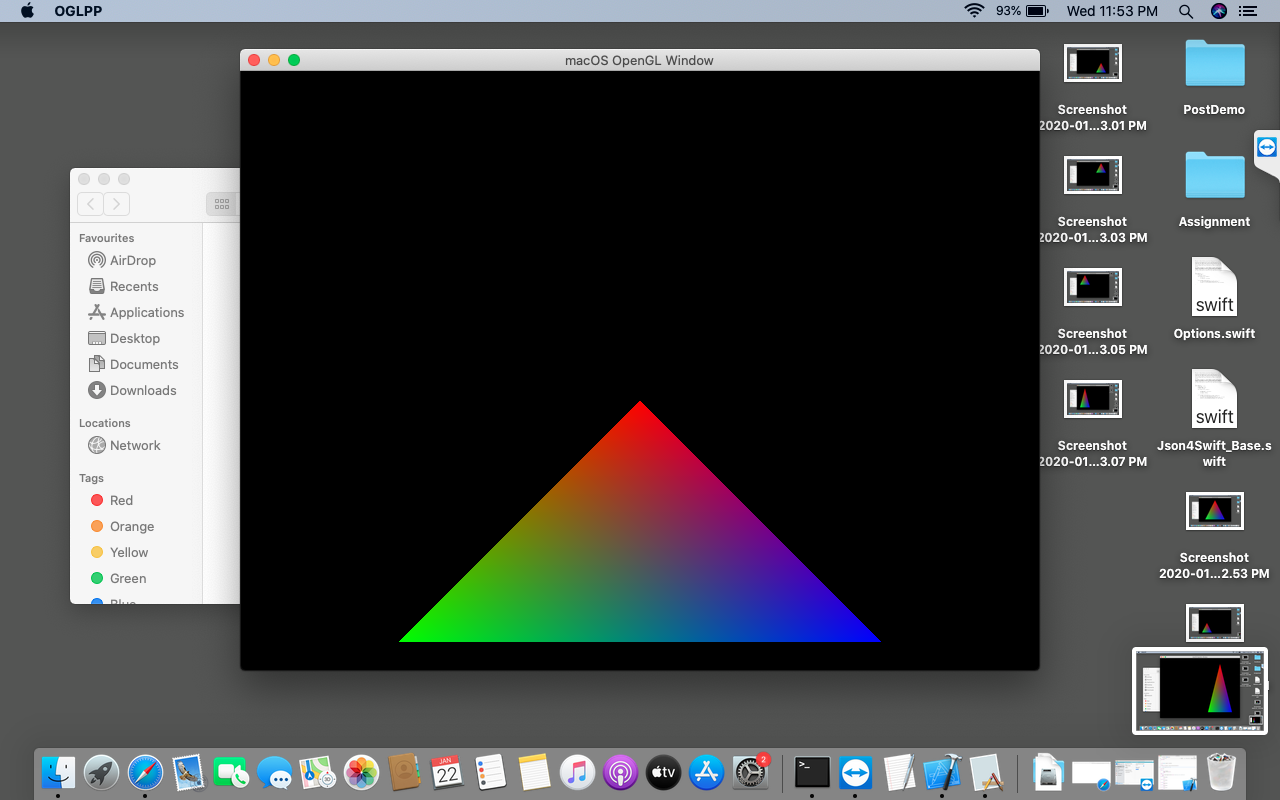 OGLPP
93%
Wed 11:53 PM
macOS OpenGL Window
Favourites
AirDrop
Recents
Applications
Desktop
Documents
Downloads
Locations
Network
Tags
Red
Orange
Yellow
Green
Blue
Screenshot
2020-01...3.01 PM
PostDemo
Screenshot
2020-01...3.03 PM
Assignment
Screenshot
2020-01...3.05 PM
swift
Options.swift
Screenshot
2020-01...3.07 PM
swift
Json4Swift_Base.s
wift
Screenshot
2020-01...2.53 PM
JAN
22
30
tv
2
>_